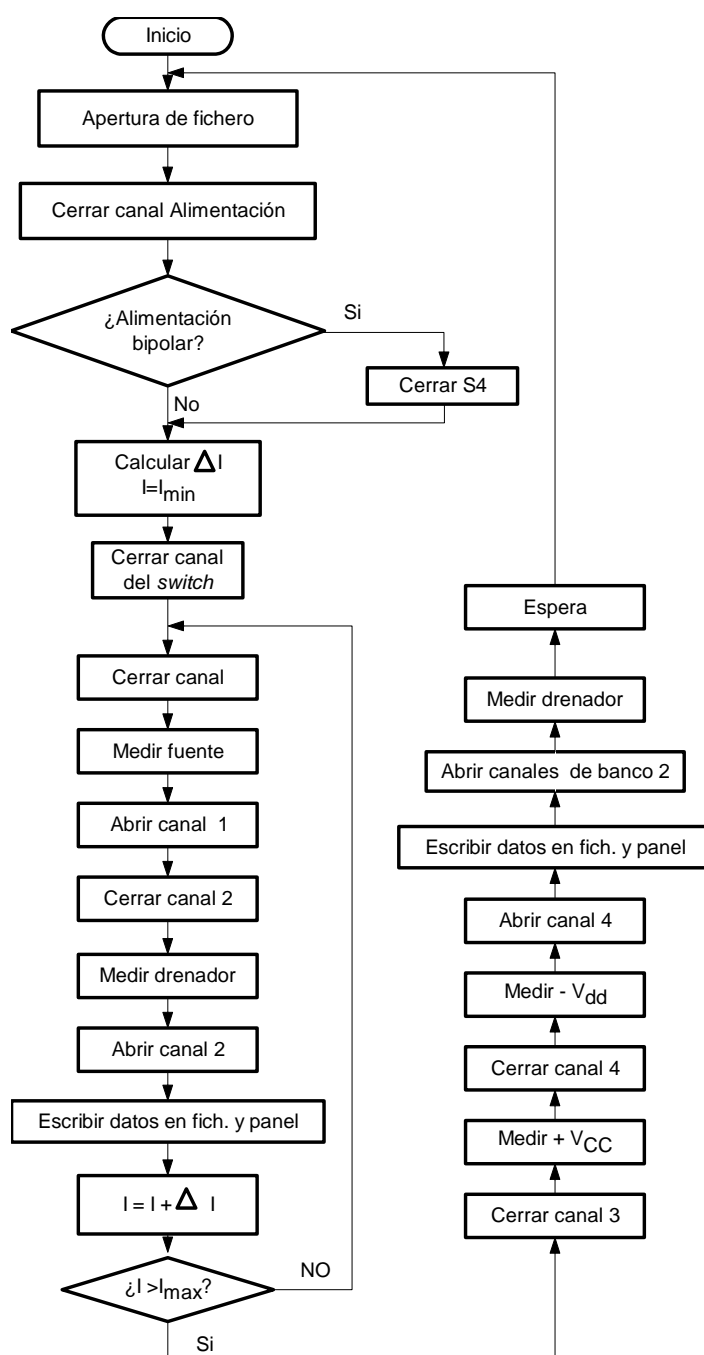 Inicio
Apertura de fichero
Cerrar canal Alimentación
¿Alimentación
bipolar?
Si
Cerrar S4
No
Calcular Δ I
I=Imin
Cerrar canal
del switch
Cerrar canal
Medir fuente
Abrir canal 1
Cerrar canal 2
Medir drenador
Abrir canal 2
Escribir datos en fich. y panel
I = I + Δ I
¿I >Imax?
NO
Si
Cerrar canal 3
Medir + VCC
Cerrar canal 4
Medir - Vdd
Abrir canal 4
Escribir datos en fich. y panel
Abrir canales de banco 2
Medir drenador
Espera